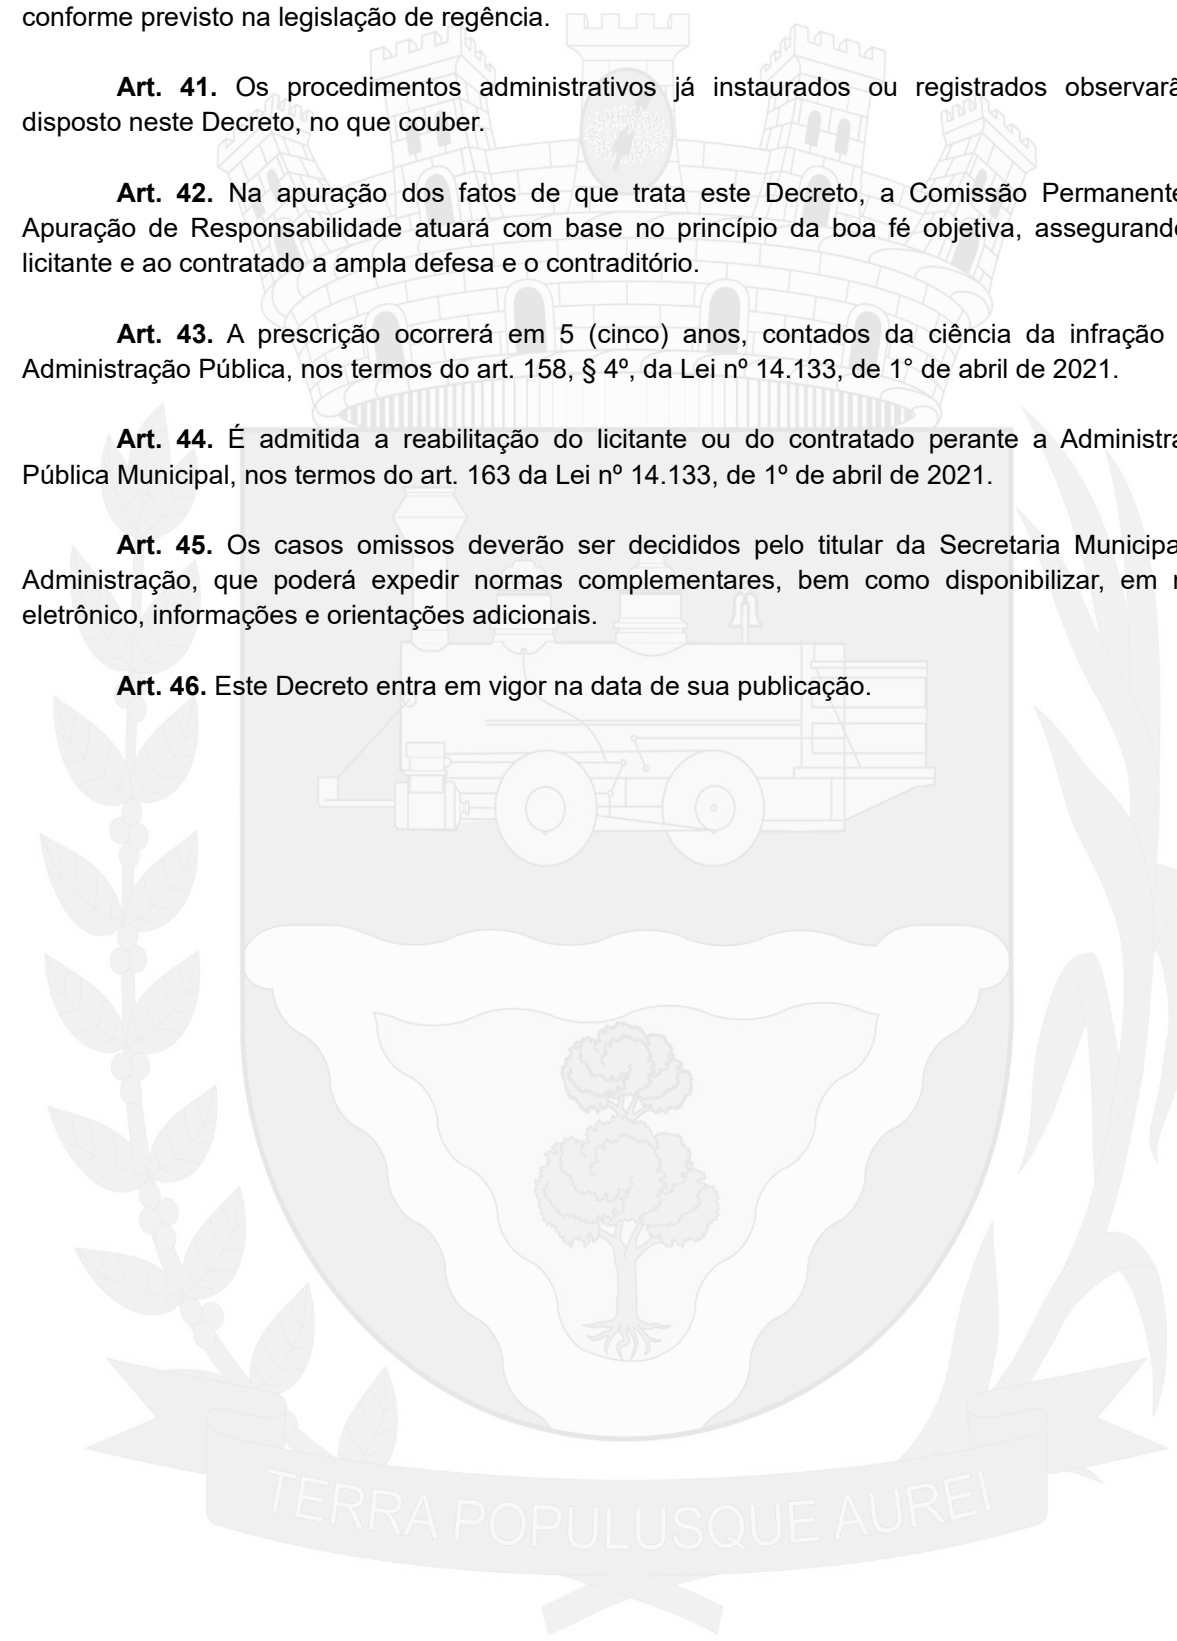 conforme previsto na legislação de regência.
Art. 41. Os procedimentos administrativos já instaurados ou registrados
disposto neste Decreto, no que couber.
Art. 42. Na apuração dos fatos de que trata este Decreto, a Comissão Permanente
Apuração de Responsabilidade atuará com base no princípio da boa fé objetiva,
licitante e ao contratado a ampla defesa e o contraditório.
Art. 43. A prescrição ocorrerá em 5 (cinco) anos, contados da ciência da infração
Administração Pública, nos termos do art. 158, § 4º, da Lei nº 14.133, de 1° de abril de 2021.
Art. 44. É admitida a reabilitação do licitante ou do contratado perante a
Pública Municipal, nos termos do art. 163 da Lei nº 14.133, de 1º de abril de 2021.
Art. 45. Os casos omissos deverão ser decididos pelo titular da Secretaria
Administração, que poderá expedir normas complementares, bem como disponibilizar, em
eletrônico, informações e orientações adicionais.
Art. 46. Este Decreto entra em vigor na data de sua publicação.
TERRA POPULUSQUE AUREI